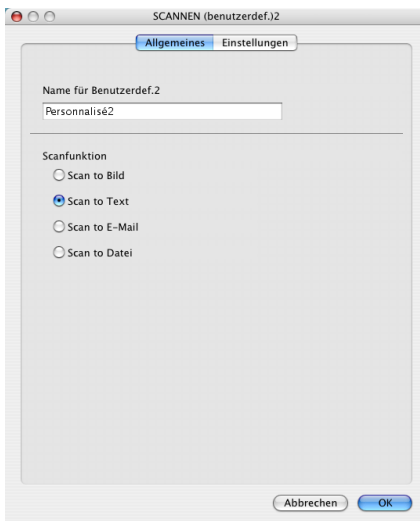 SCANNEN (benutzerdef.)2
Allgemeines Einstellungen
Name für Benutzerdef.2
Personnalisé2
Scanfunktion
Scan to Bild
Scan to Text
Scan to E-Mail
Scan to Datei
Abbrechen OK